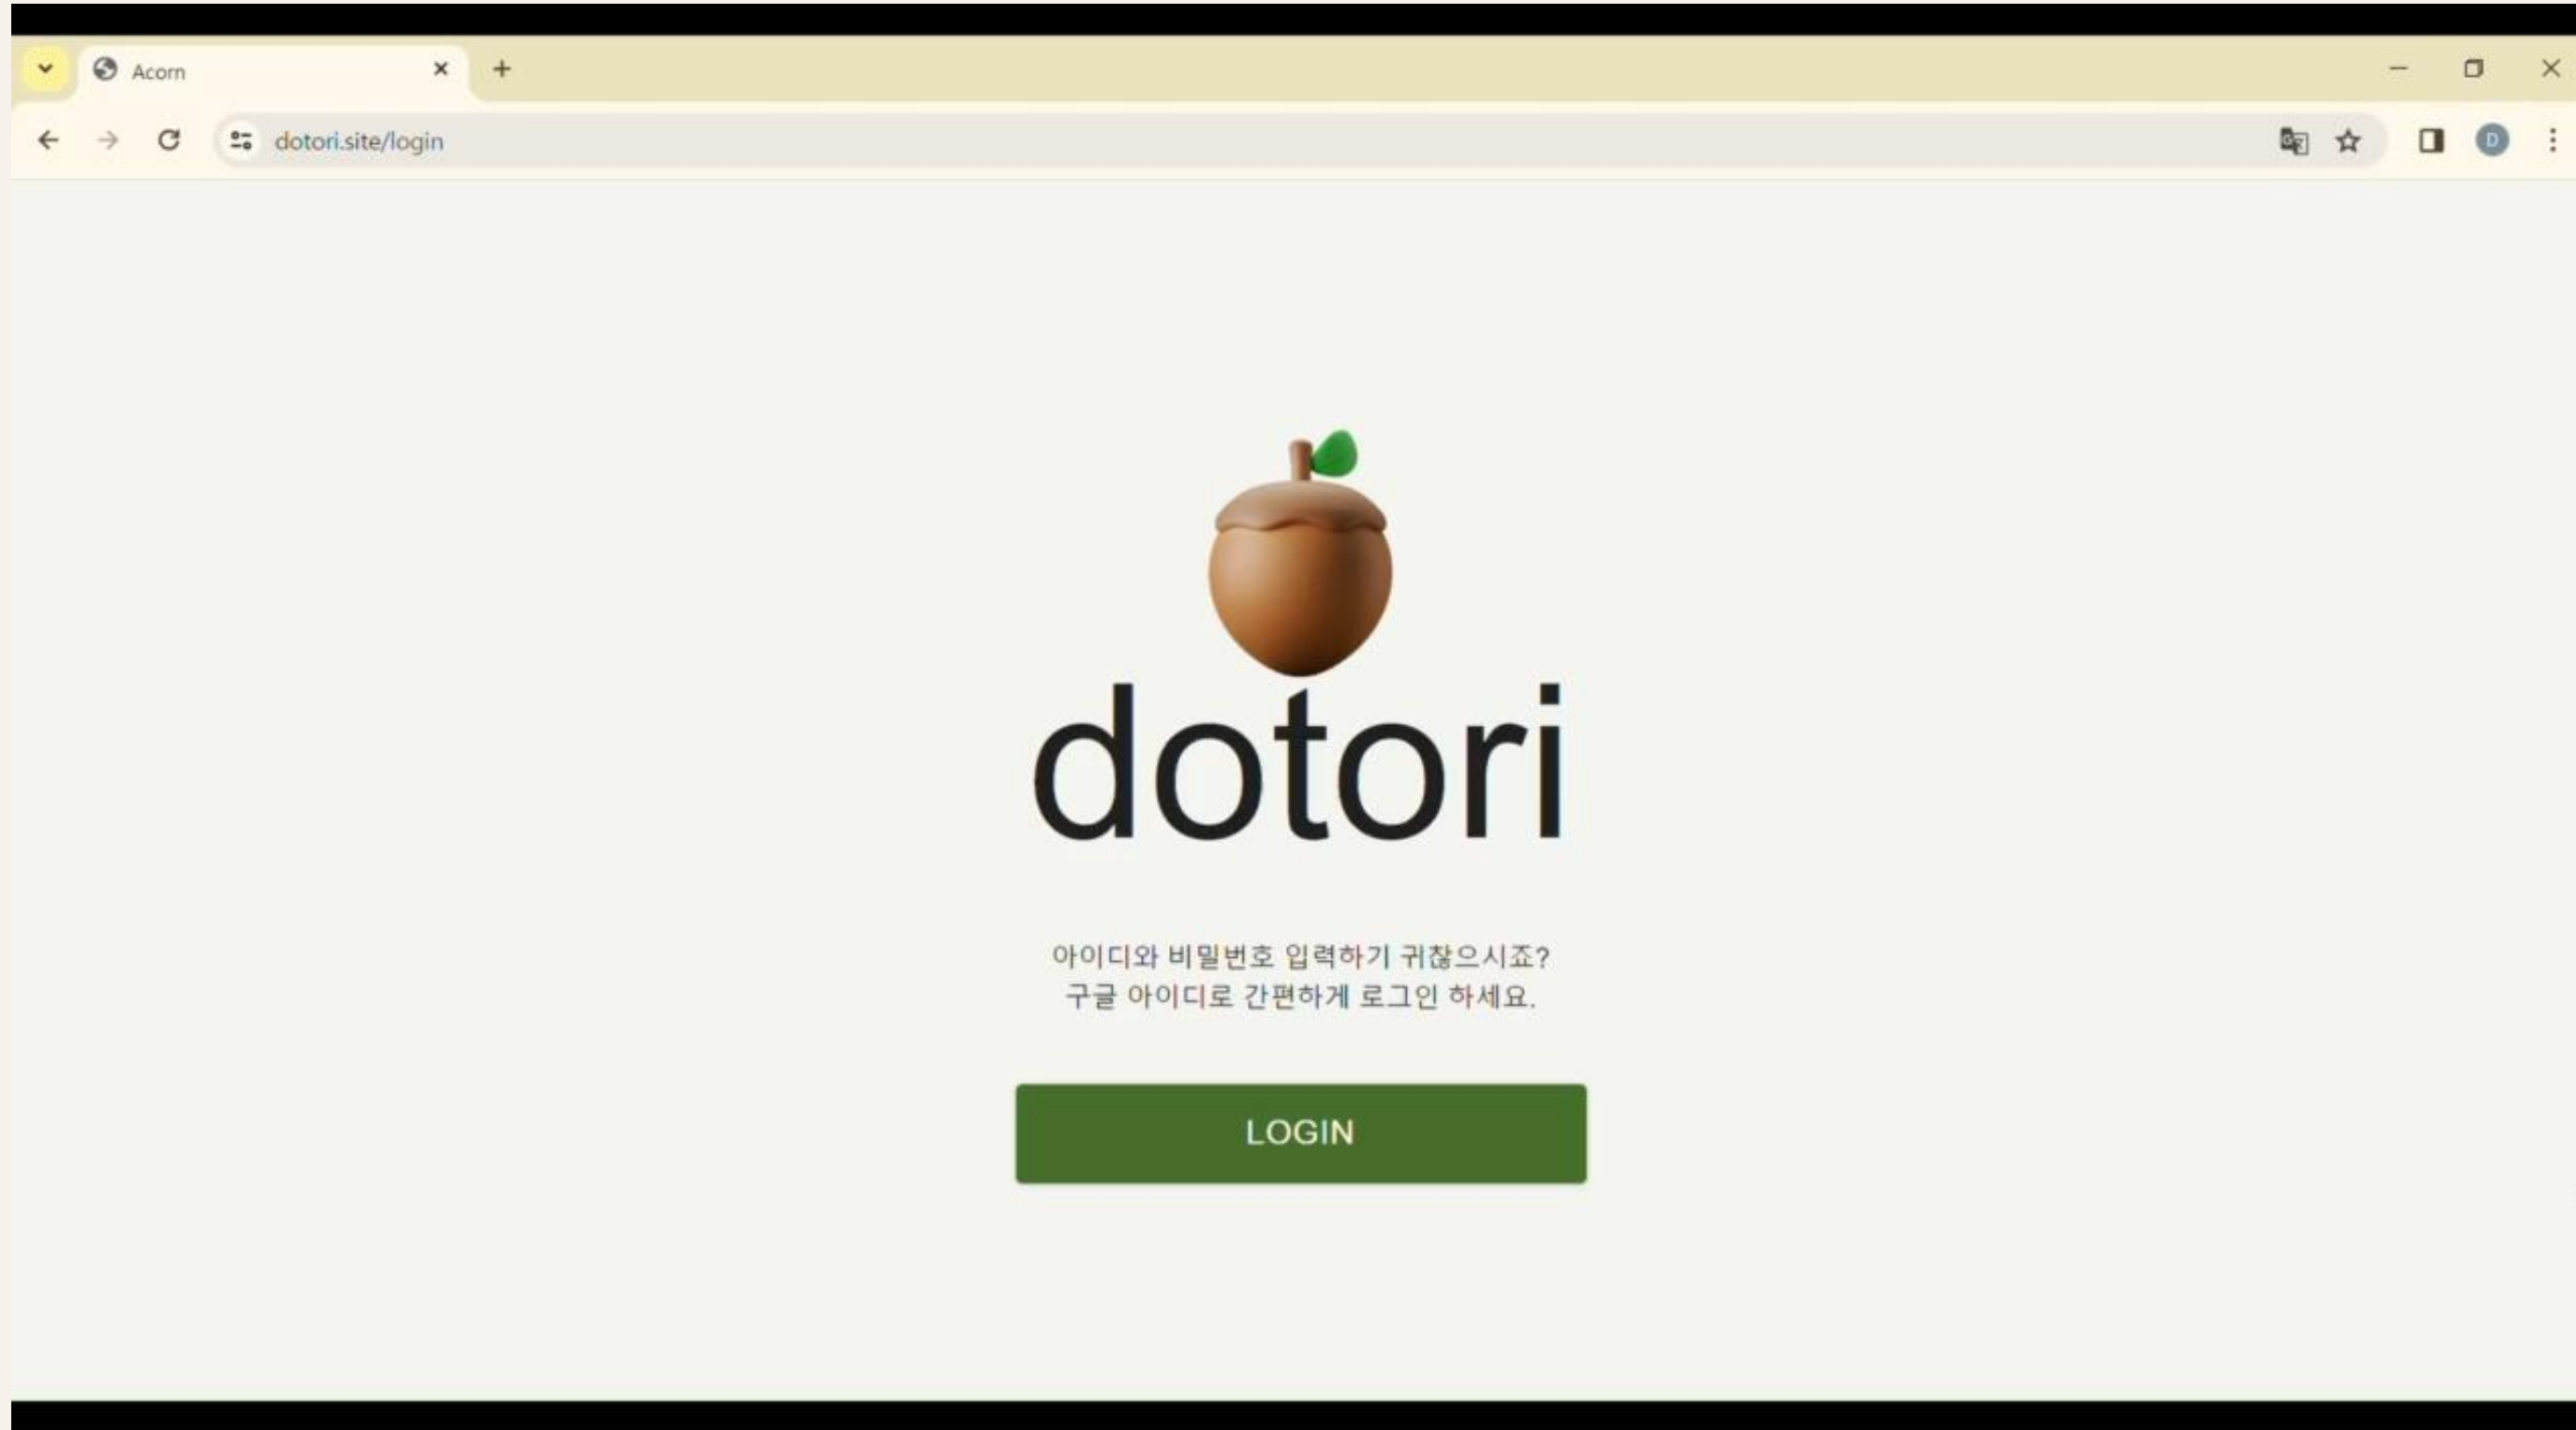 Acorn
dotori.site/login
D
dotori
아이디와 비밀번호 입력하기 귀찮으시죠?
구글 아이디로 간편하게 로그인 하세요.
LOGIN